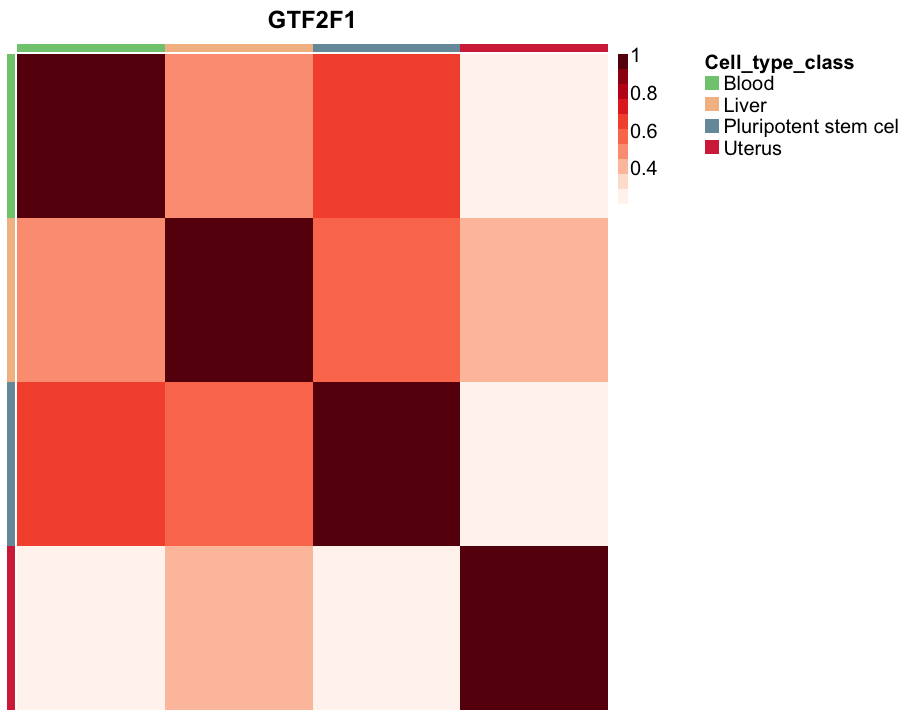 GTF2F1
1
0.8
0.6
0.4
Cell_type_class
Blood
Liver
Pluripotent stem cel
Uterus